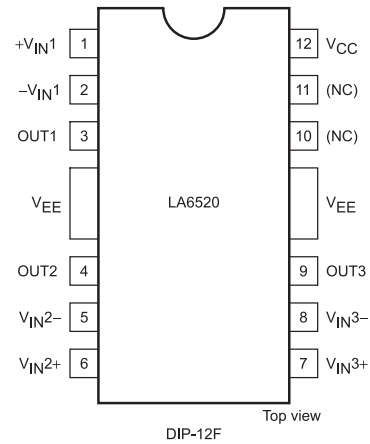 +VIN1 1 12 VCC
−VIN1 2 11 (NC)
OUT1 3 10 (NC)
VEE LA6520 VEE
OUT2 4 9 OUT3
VIN2− 5 8 VIN3−
VIN2+ 6 7 VIN3+
Top view
DIP-12F